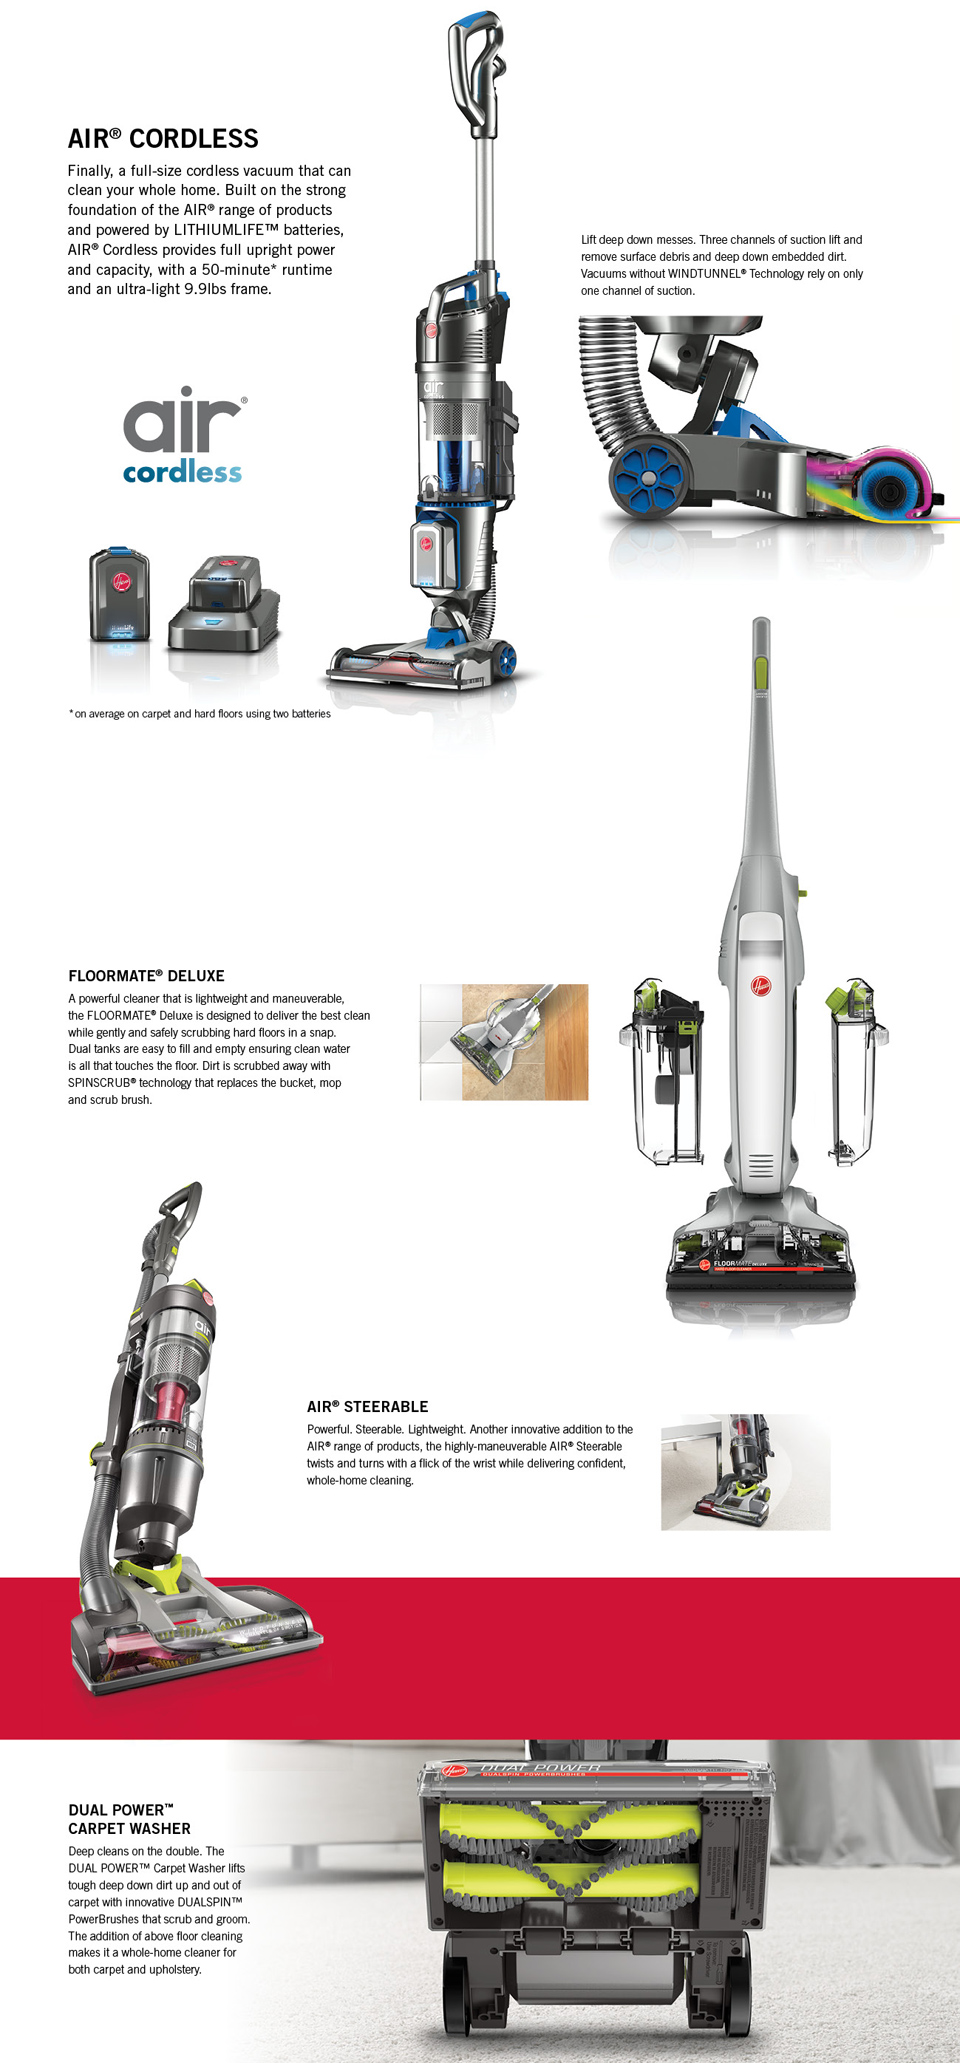 AIR® CORDLESS
Finally, a full-size cordless vacuum that can
clean your whole home. Built on the strong
foundation of the AIR® range of products
and powered by LITHIUMLIFE™ batteries,
AIR® Cordless provides full upright power
and capacity, with a 50-minute* runtime
and an ultra-light 9.9lbs frame.
Lift deep down messes. Three channels of suction lift and
remove surface debris and deep down embedded dirt.
Vacuums without WINDTUNNEL® Technology rely on only
one channel of suction.
air
air®
cordless
Hoover
*on average on carpet and hard floors using two batteries
FLOORMATE® DELUXE
A powerful cleaner that is lightweight and maneuverable,
the FLOORMATE® Deluxe is designed to deliver the best clean
while gently and safely scrubbing hard floors in a snap.
Dual tanks are easy to fill and empty ensuring clean water
is all that touches the floor. Dirt is scrubbed away with
SPINSCRUB® technology that replaces the bucket, mop
and scrub brush.
Hoover
FLOORMATE DELUXE
HARD FLOOR CLEANER
air
AIR® STEERABLE
Powerful. Steerable. Lightweight. Another innovative addition to the
AIR® range of products, the highly-maneuverable AIR® Steerable
twists and turns with a flick of the wrist while delivering confident,
whole-home cleaning.
Hoover DUAL POWER
DUALSPIN POWERBRUSHES
DUAL POWER™
CARPET WASHER
Deep cleans on the double. The
DUAL POWER™ Carpet Washer lifts
tough deep down dirt up and out of
carpet with innovative DUALSPIN™
PowerBrushes that scrub and groom.
The addition of above floor cleaning
makes it a whole-home cleaner for
both carpet and upholstery.